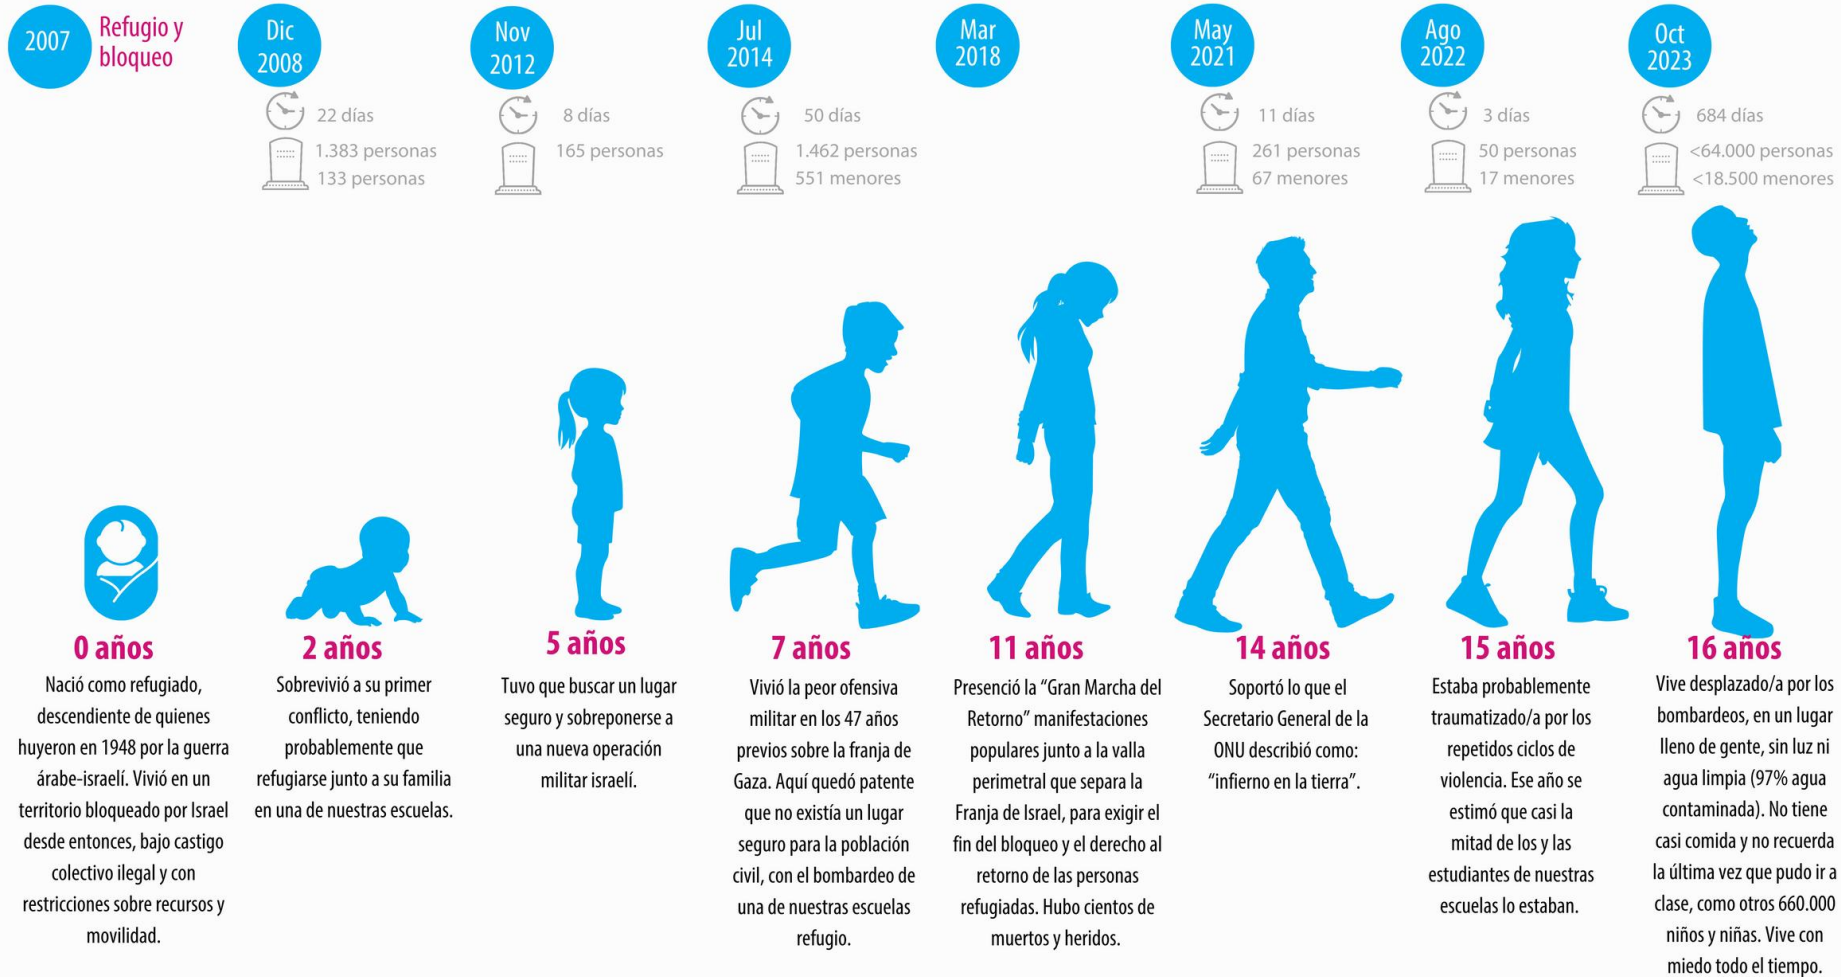 2007
Refugio y
bloqueo
Dic
2008
22 días
1.383 personas
133 personas
Nov
2012
8 días
165 personas
Jul
2014
50 días
1.462 personas
551 menores
Mar
2018
May
2021
11 días
261 personas
67 menores
Ago
2022
3 días
50 personas
17 menores
Oct
2023
684 días
<64.000 personas
<18.500 menores
0 años
Nació como refugiado,
descendiente de quienes
huyeron en 1948 por la guerra
árabe-israelí. Vivió en un
territorio bloqueado por Israel
desde entonces, bajo castigo
colectivo ilegal y con
restricciones sobre recursos y
movilidad.
2 años
Sobrevivió a su primer
conflicto, teniendo
probablemente que
refugiarse junto a su familia
en una de nuestras escuelas.
5 años
Tuvo que buscar un lugar
seguro y sobreponerse a
una nueva operación
militar israelí.
7 años
Vivió la peor ofensiva
militar en los 47 años
previos sobre la franja de
Gaza. Aquí quedó patente
que no existía un lugar
seguro para la población
civil, con el bombardeo de
una de nuestras escuelas
refugio.
11 años
Presenció la “Gran Marcha del
Retorno” manifestaciones
populares junto a la valla
perimetral que separa la
Franja de Israel, para exigir el
fin del bloqueo y el derecho al
retorno de las personas
refugiadas. Hubo cientos de
muertos y heridos.
14 años
Soportó lo que el
Secretario General de la
ONU describió como:
“infierno en la tierra”.
15 años
Estaba probablemente
traumatizado/a por los
repetidos ciclos de
violencia. Ese año se
estimó que casi la
mitad de los y las
estudiantes de nuestras
escuelas lo estaban.
16 años
Vive desplazado/a por los
bombardeos, en un lugar
lleno de gente, sin luz ni
agua limpia (97% agua
contaminada). No tiene
casi comida y no recuerda
la última vez que pudo ir a
clase, como otros 660.000
niños y niñas. Vive con
miedo todo el tiempo.